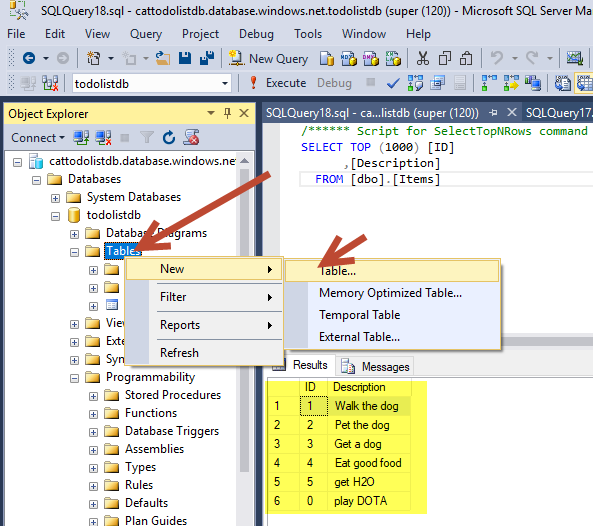 SQLQuery18.sql - cattodolistdb.database.windows.net.todolistdb (super (120)) - Microsoft SQL Server Ma
File Edit View Query Project Debug Tools Window Help
New Query
todolistdb Execute Debug
Object Explorer
Connect
cattodolistdb.database.windows.net
Databases
System Databases
todolistdb
Database Diagrams
Tables
Vie
Exte
Syn
Programmability
Stored Procedures
Functions
Database Triggers
Assemblies
Types
Rules
Defaults
Plan Guides
New
Filter
Reports
Refresh
Table...
Memory Optimized Table...
Temporal Table
External Table...
SQLQuery18.sql - ca...listdb (super (120)) SQLQuery17.
/****** Script for SelectTopNRows command
SELECT TOP (1000) [ID]
,[Description]
FROM [dbo].[Items]
Results Messages
ID Description
1 1 Walk the dog
2 2 Pet the dog
3 3 Get a dog
4 4 Eat good food
5 5 get H2O
6 0 play DOTA